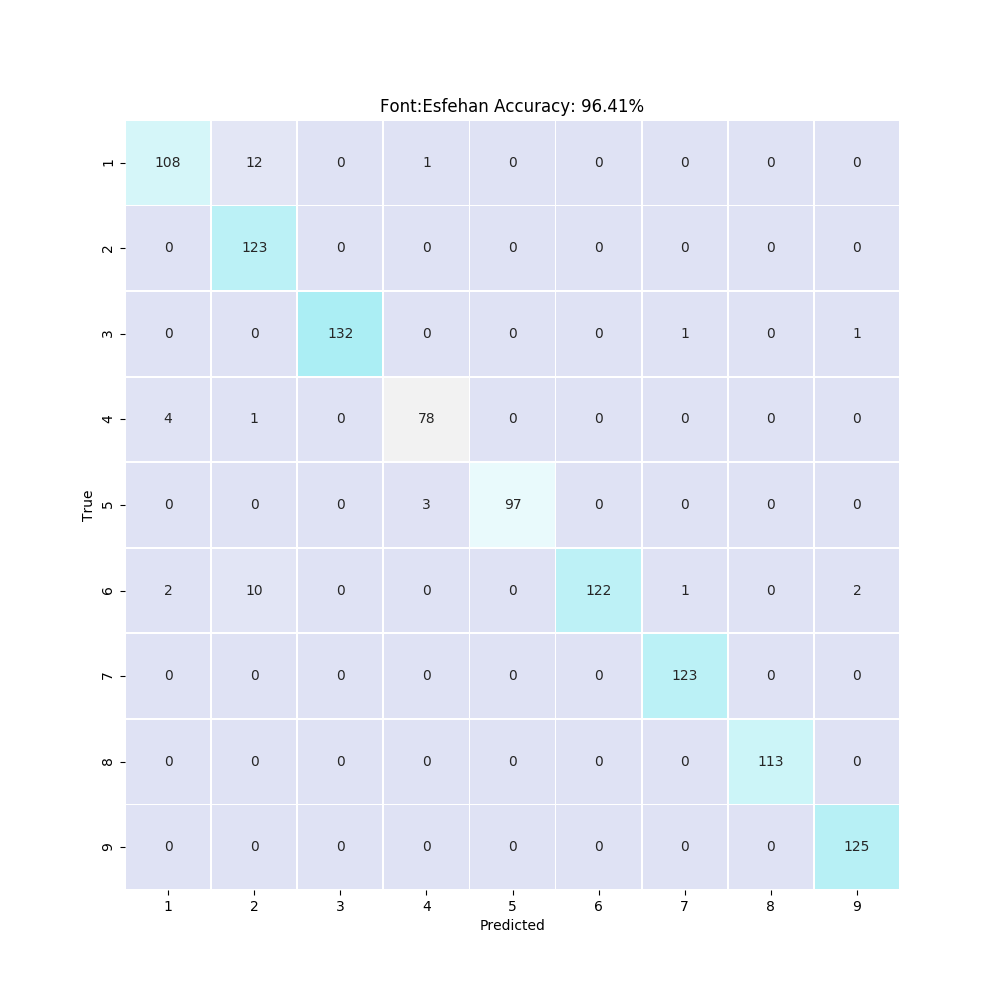 Font:Esfehan Accuracy: 96.41%
1 108 12 0 1 0 0 0 0 0
2 0 123 0 0 0 0 0 0 0
3 0 0 132 0 0 0 1 0 1
4 4 1 0 78 0 0 0 0 0
True
5 0 0 0 3 97 0 0 0 0
6 2 10 0 0 0 122 1 0 2
7 0 0 0 0 0 0 123 0 0
8 0 0 0 0 0 0 0 113 0
9 0 0 0 0 0 0 0 0 125
1 2 3 4 5 6 7 8 9
Predicted